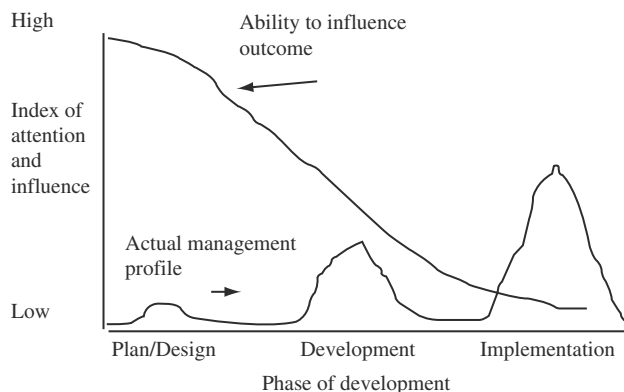 High
Ability to influence
outcome
Index of
attention
and
influence
Actual management
profile
Low
Plan/Design
Development
Implementation
Phase of development